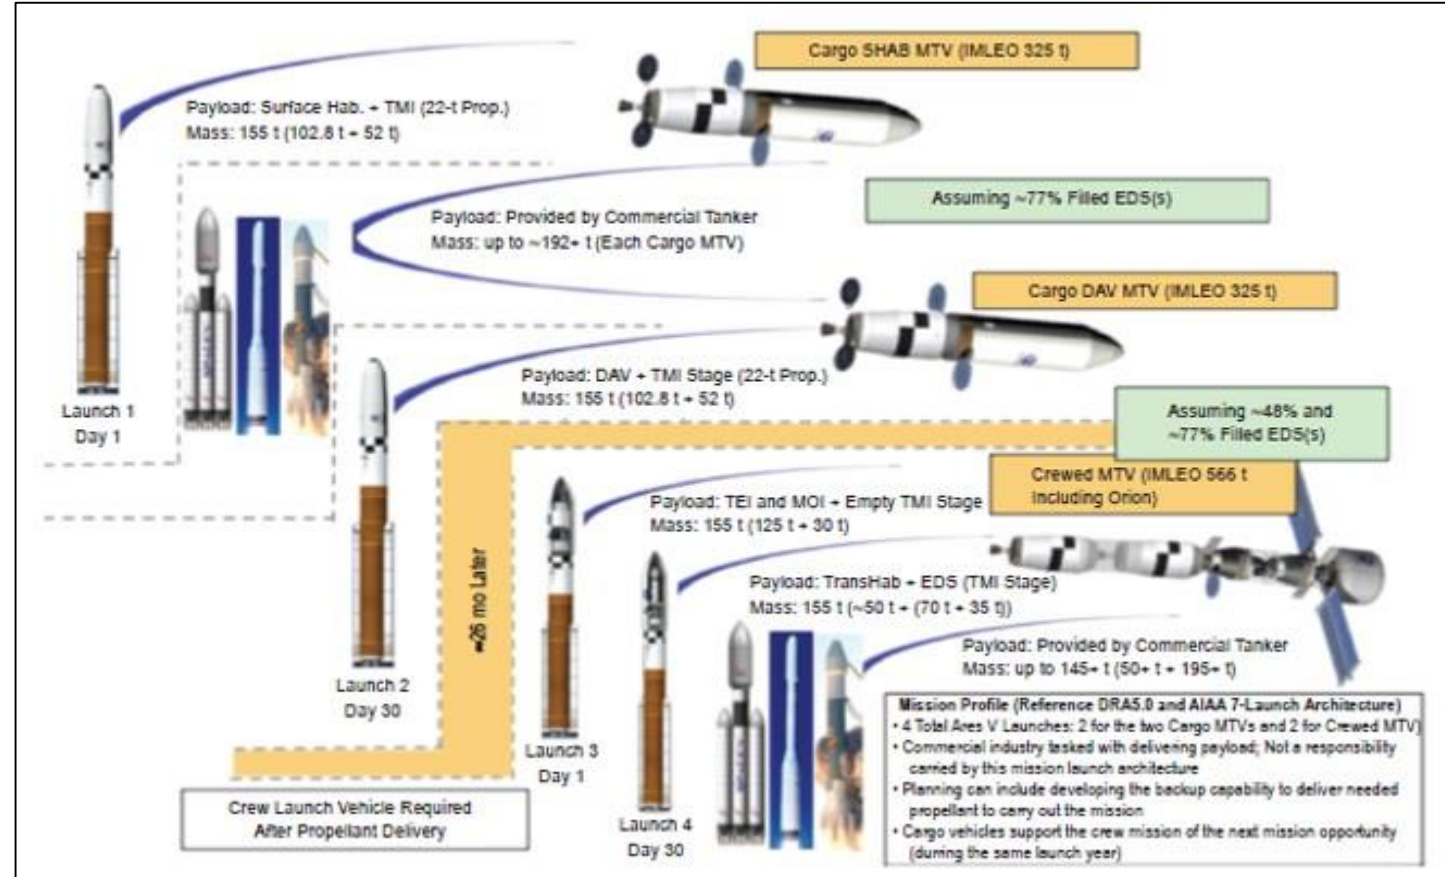 Cargo SHAB MTV (IMLEO 325 t)
Payload: Surface Hab. + TMI (22-t Prop.)
Mass: 155 t (102.8 t + 52 t)
Assuming ~77% Filled EDS(s)
Payload: Provided by Commercial Tanker
Mass: up to ~192+ t (Each Cargo MTV)
Cargo DAV MTV (IMLEO 325 t)
Payload: DAV + TMI Stage (22-t Prop.)
Mass: 155 t (102.8 t + 52 t)
Launch 1
Day 1
Assuming ~48% and
~77% Filled EDS(s)
Crewed MTV (IMLEO 566 t
Including Orion)
Payload: TEI and MOI + Empty TMI Stage
Mass: 155 t (125 t + 30 t)
≈26 mo Later
Payload: TransHab + EDS (TMI Stage)
Mass: 155 t (~50 t + (70 t + 35 t))
Payload: Provided by Commercial Tanker
Mass: up to 145+ t (50+ t + 195+ t)
Launch 2
Day 30
Launch 3
Day 1
Launch 4
Day 30
Crew Launch Vehicle Required
After Propellant Delivery
Mission Profile (Reference DRA5.0 and AIAA 7-Launch Architecture)
• 4 Total Ares V Launches: 2 for the two Cargo MTVs and 2 for Crewed MTV)
• Commercial industry tasked with delivering payload; Not a responsibility
carried by this mission launch architecture
• Planning can include developing the backup capability to deliver needed
propellant to carry out the mission
• Cargo vehicles support the crew mission of the next mission opportunity
(durring the same launch year)